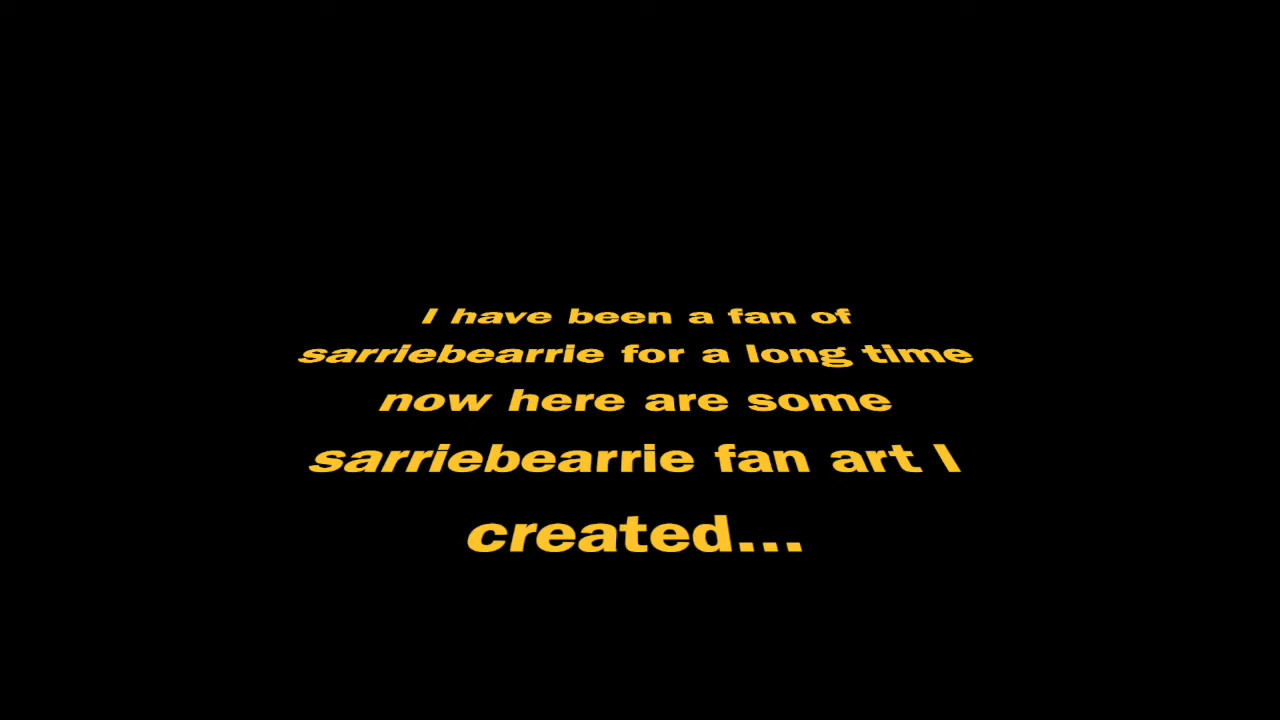 I have been a fan of
sarriebearrie for a long time
now here are some
sarriebearrie fan art I
created...